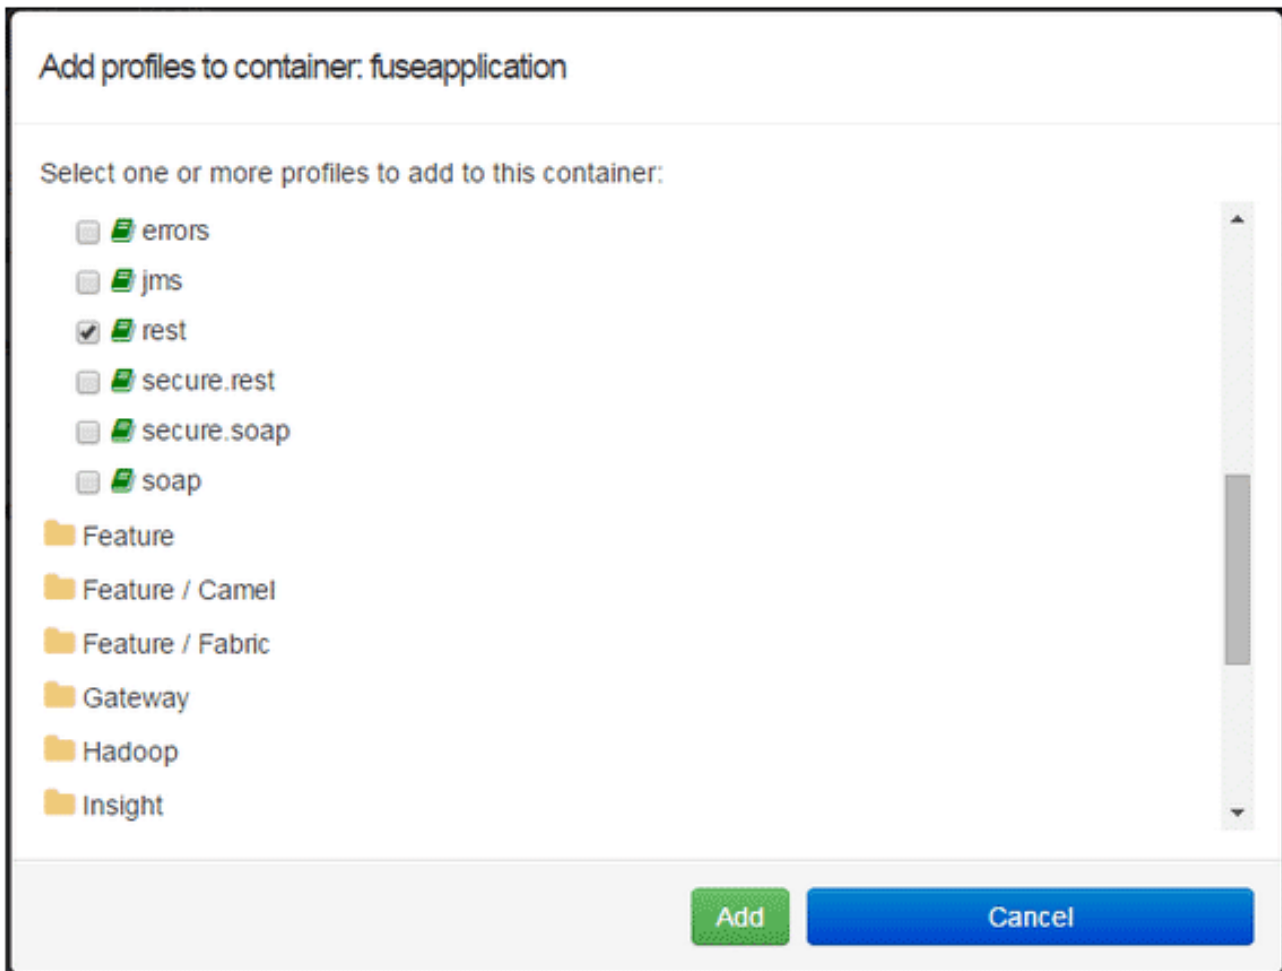 Add profiles to container: fuseapplication
Select one or more profiles to add to this container:
errors
jms
rest
secure.rest
secure.soap
soap
Feature
Feature / Camel
Feature / Fabric
Gateway
Hadoop
Insight
Add Cancel